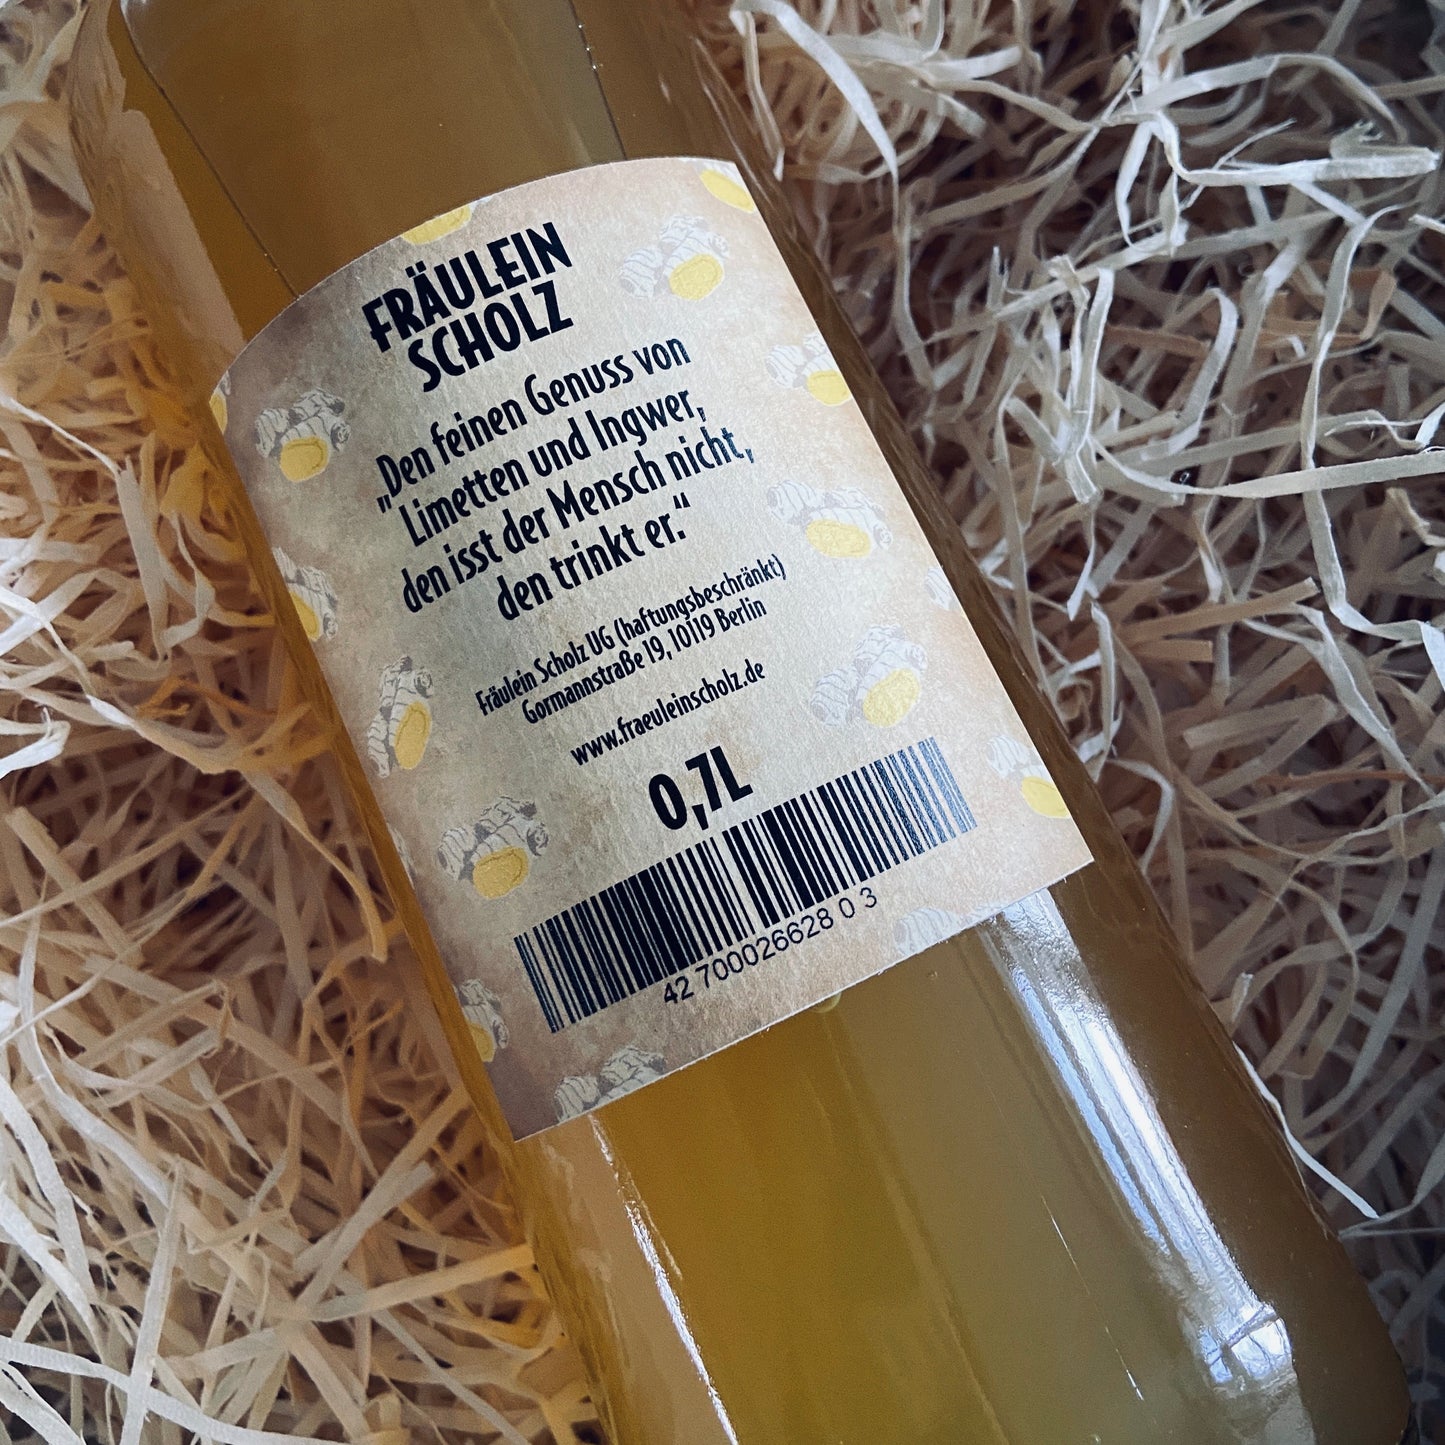 FRÄULEIN
SCHOLZ
„Den feinen Genuss von
Limetten und Ingwer,
den isst der Mensch nicht,
den trinkt er.“
Fräulein Scholz UG (haftungsbeschränkt)
Gormannstraße 19, 10119 Berlin
www.fraeuleinscholz.de
0,7L
42 700026628 0 3